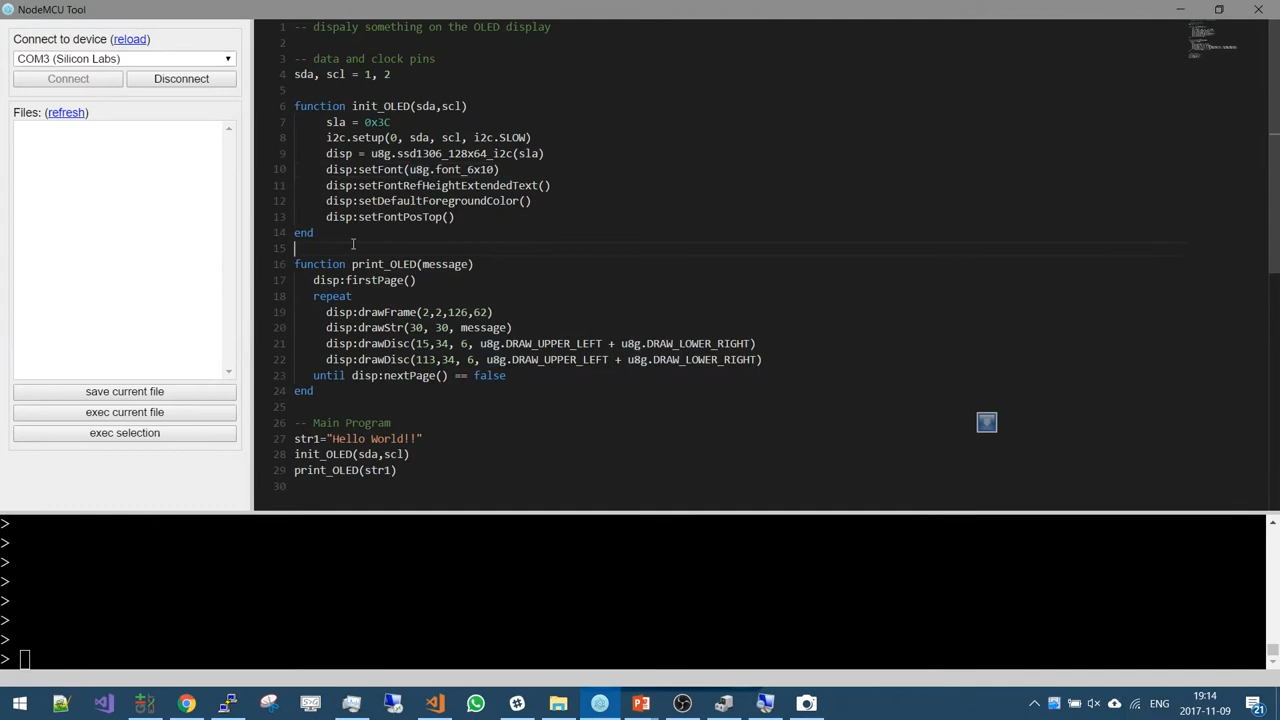 NodeMCU Tool
Connect to device (reload)
COM3 (Silicon Labs)
Connect
Disconnect
Files: (refresh)
save current file
exec current file
exec selection
1 -- dispaly something on the OLED display
2
3 -- data and clock pins
4 sda, scl = 1, 2
5
6 function init_OLED(sda,scl)
7 sla = 0x3C
8 i2c.setup(0, sda, scl, i2c.SLOW)
9 disp = u8g.ssd1306_128x64_i2c(sla)
10 disp:setFont(u8g.font_6x10)
11 disp:setFontRefHeightExtendedText()
12 disp:setDefaultForegroundColor()
13 disp:setFontPosTop()
14 end
15
16 function print_OLED(message)
17 disp:firstPage()
18 repeat
19 disp:drawFrame(2,2,126,62)
20 disp:drawStr(30, 30, message)
21 disp:drawDisc(15,34, 6, u8g.DRAW_UPPER_LEFT + u8g.DRAW_LOWER_RIGHT)
22 disp:drawDisc(113,34, 6, u8g.DRAW_UPPER_LEFT + u8g.DRAW_LOWER_RIGHT)
23 until disp:nextPage() == false
24 end
25
26 -- Main Program
27 str1="Hello World!!"
28 init_OLED(sda,scl)
29 print_OLED(str1)
30
>
>
>
>
>
>
>
>
ENG
19:14
2017-11-09
21